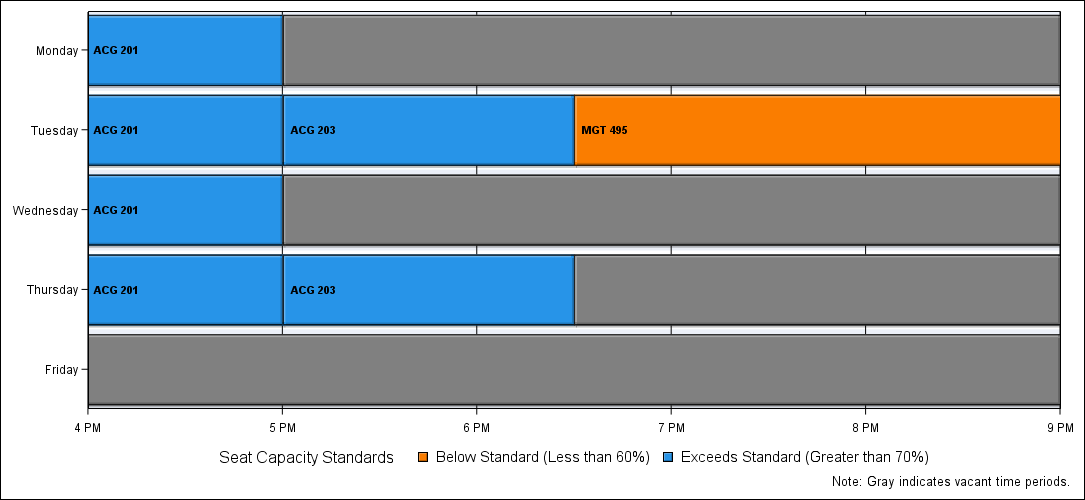 Monday ACG 201
Tuesday ACG 201 ACG 203 MGT 495
Wednesday ACG 201
Thursday ACG 201 ACG 203
Friday
4 PM 5 PM 6 PM 7 PM 8 PM 9 PM
Seat Capacity Standards Below Standard (Less than 60%) Exceeds Standard (Greater than 70%)
Note: Gray indicates vacant time periods.